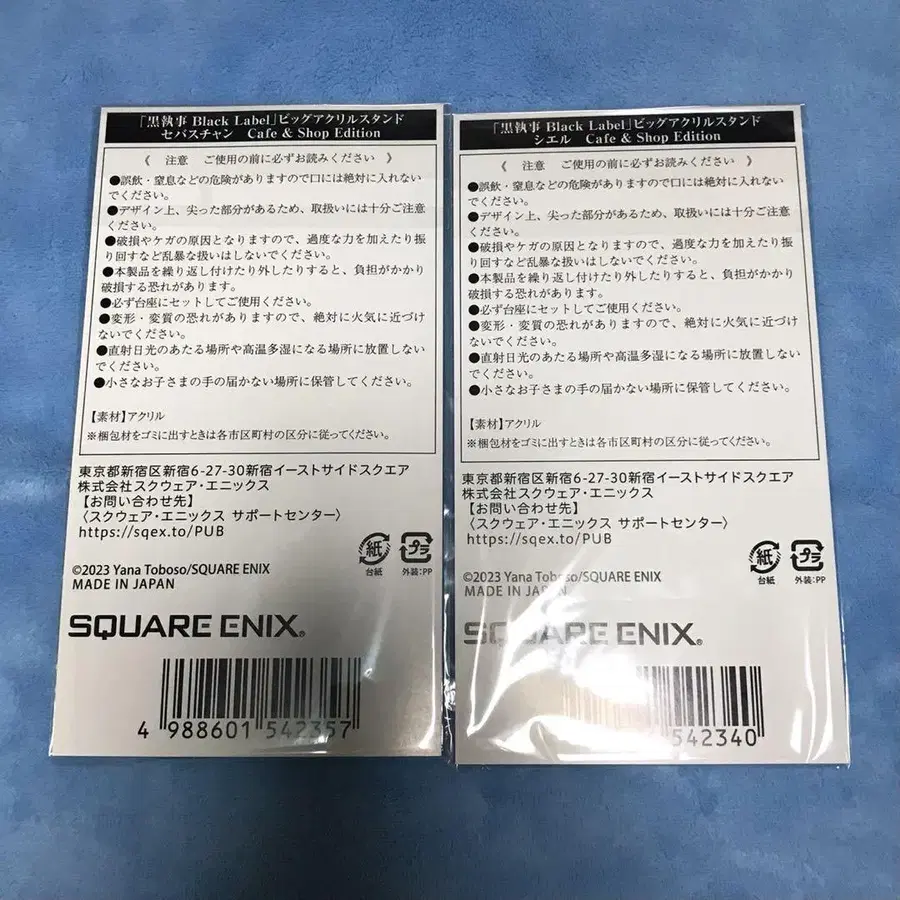 「黒執事 Black Label」ビッグアクリルスタンド
セバスチャン Cafe & Shop Edition
《 注意 ご使用の前に必ずお読みください 》
●誤飲・窒息などの危険がありますので口には絶対に入れない
でください。
●デザイン上、尖った部分があるため、取扱いには十分ご注意
ください。
●破損やケガの原因となりますので、過度な力を加えたり振
り回すなど乱暴な扱いはしないでください。
●本製品を繰り返し付けたり外したりすると、負担がかかり
破損する恐れがあります。
●必ず台座にセットしてご使用ください。
●変形・変質の恐れがありますので、絶対に火気に近づけ
ないでください。
●直射日光のあたる場所や高温多湿になる場所に放置しない
でください。
●小さなお子さまの手の届かない場所に保管してください。
【素材】アクリル
※梱包材をゴミに出すときは各市区町村の区分に従ってください。
東京都新宿区新宿6-27-30新宿イーストサイドスクエア
株式会社スクウェア・エニックス
【お問い合わせ先】
〈スクウェア・エニックス サポートセンター〉
https://sqex.to/PUB
紙 プラ
台紙 外装:PP
©2023 Yana Toboso/SQUARE ENIX
MADE IN JAPAN
SQUARE ENIX®
4 988601 542357
「黒執事 Black Label」ビッグアクリルスタンド
シエル Cafe & Shop Edition
《 注意 ご使用の前に必ずお読みください 》
●誤飲・窒息などの危険がありますので口には絶対に入れない
でください。
●デザイン上、尖った部分があるため、取扱いには十分ご注意
ください。
●破損やケガの原因となりますので、過度な力を加えたり振
り回すなど乱暴な扱いはしないでください。
●本製品を繰り返し付けたり外したりすると、負担がかかり
破損する恐れがあります。
●必ず台座にセットしてご使用ください。
●変形・変質の恐れがありますので、絶対に火気に近づけ
ないでください。
●直射日光のあたる場所や高温多湿になる場所に放置しない
でください。
●小さなお子さまの手の届かない場所に保管してください。
【素材】アクリル
※梱包材をゴミに出すときは各市区町村の区分に従ってください。
東京都新宿区新宿6-27-30新宿イーストサイドスクエア
株式会社スクウェア・エニックス
【お問い合わせ先】
〈スクウェア・エニックス サポートセンター〉
https://sqex.to/PUB
紙 プラ
台紙 外装:PP
©2023 Yana Toboso/SQUARE ENIX
MADE IN JAPAN
SQUARE ENIX®
542340